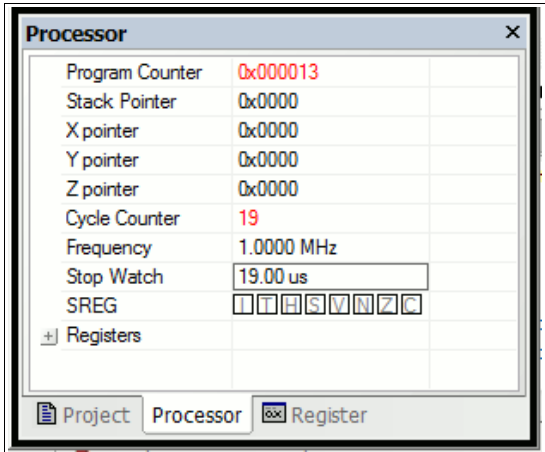 Processor ×
Program Counter 0x000013
Stack Pointer 0x0000
X pointer 0x0000
Y pointer 0x0000
Z pointer 0x0000
Cycle Counter 19
Frequency 1.0000 MHz
Stop Watch 19.00 us
SREG I T H S V N Z C
+ Registers
Project Processor Register